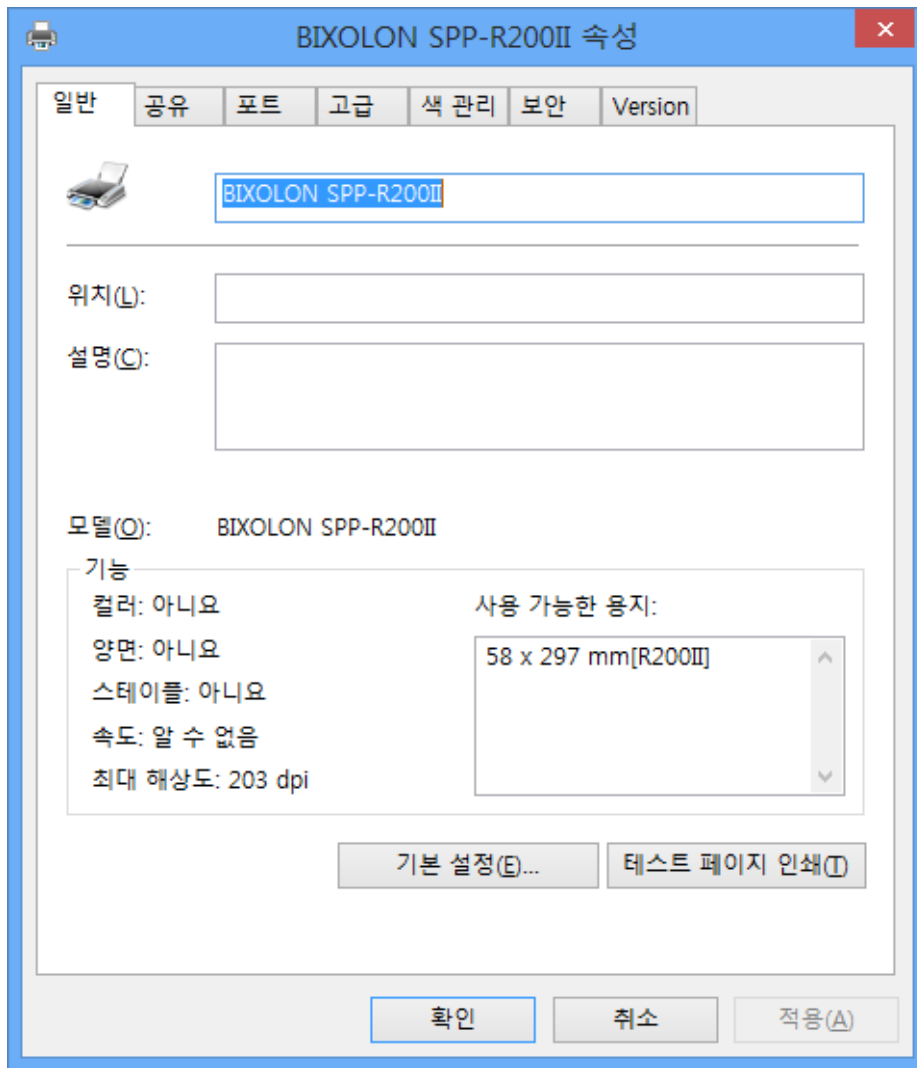 BIXOLON SPP-R200II 속성
일반 공유 포트 고급 색 관리 보안 Version
BIXOLON SPP-R200II
위치(L):
설명(C):
모델(O): BIXOLON SPP-R200II
기능
컬러: 아니요
양면: 아니요
스테이플: 아니요
속도: 알 수 없음
최대 해상도: 203 dpi
사용 가능한 용지:
58 x 297 mm[R200II]
기본 설정(E)... 테스트 페이지 인쇄(T)
확인 취소 적용(A)